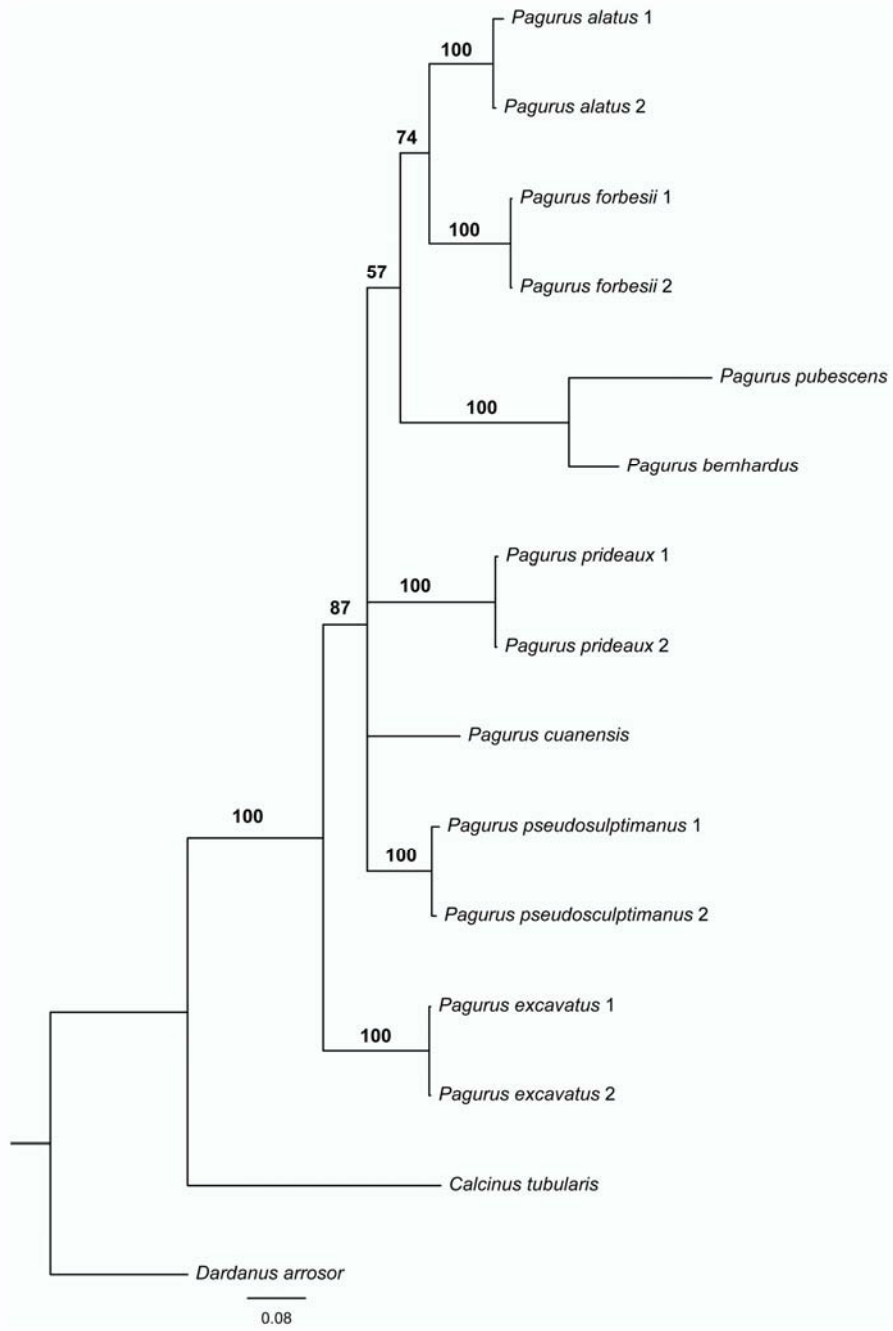 Pagurus alatus 1
100
Pagurus alatus 2
74
Pagurus forbesii 1
100
Pagurus forbesii 2
57
Pagurus pubescens
100
Pagurus bernhardus
Pagurus prideaux 1
100
87
Pagurus prideaux 2
Pagurus cuanensis
100
Pagurus pseudosulptimanus 1
100
Pagurus pseudosculptimanus 2
Pagurus excavatus 1
100
Pagurus excavatus 2
Calcinus tubularis
Dardanus arrosor
0.08